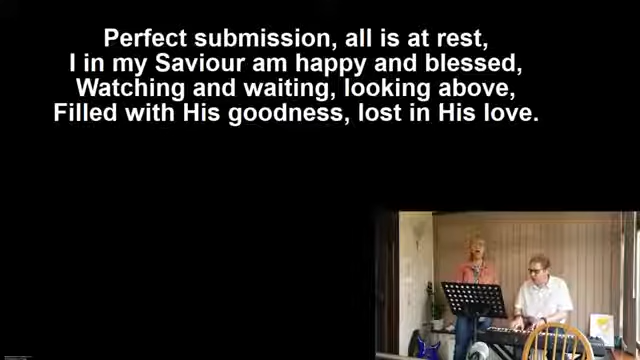 Perfect submission, all is at rest,
I in my Saviour am happy and blessed,
Watching and waiting, looking above,
Filled with His goodness, lost in His love.